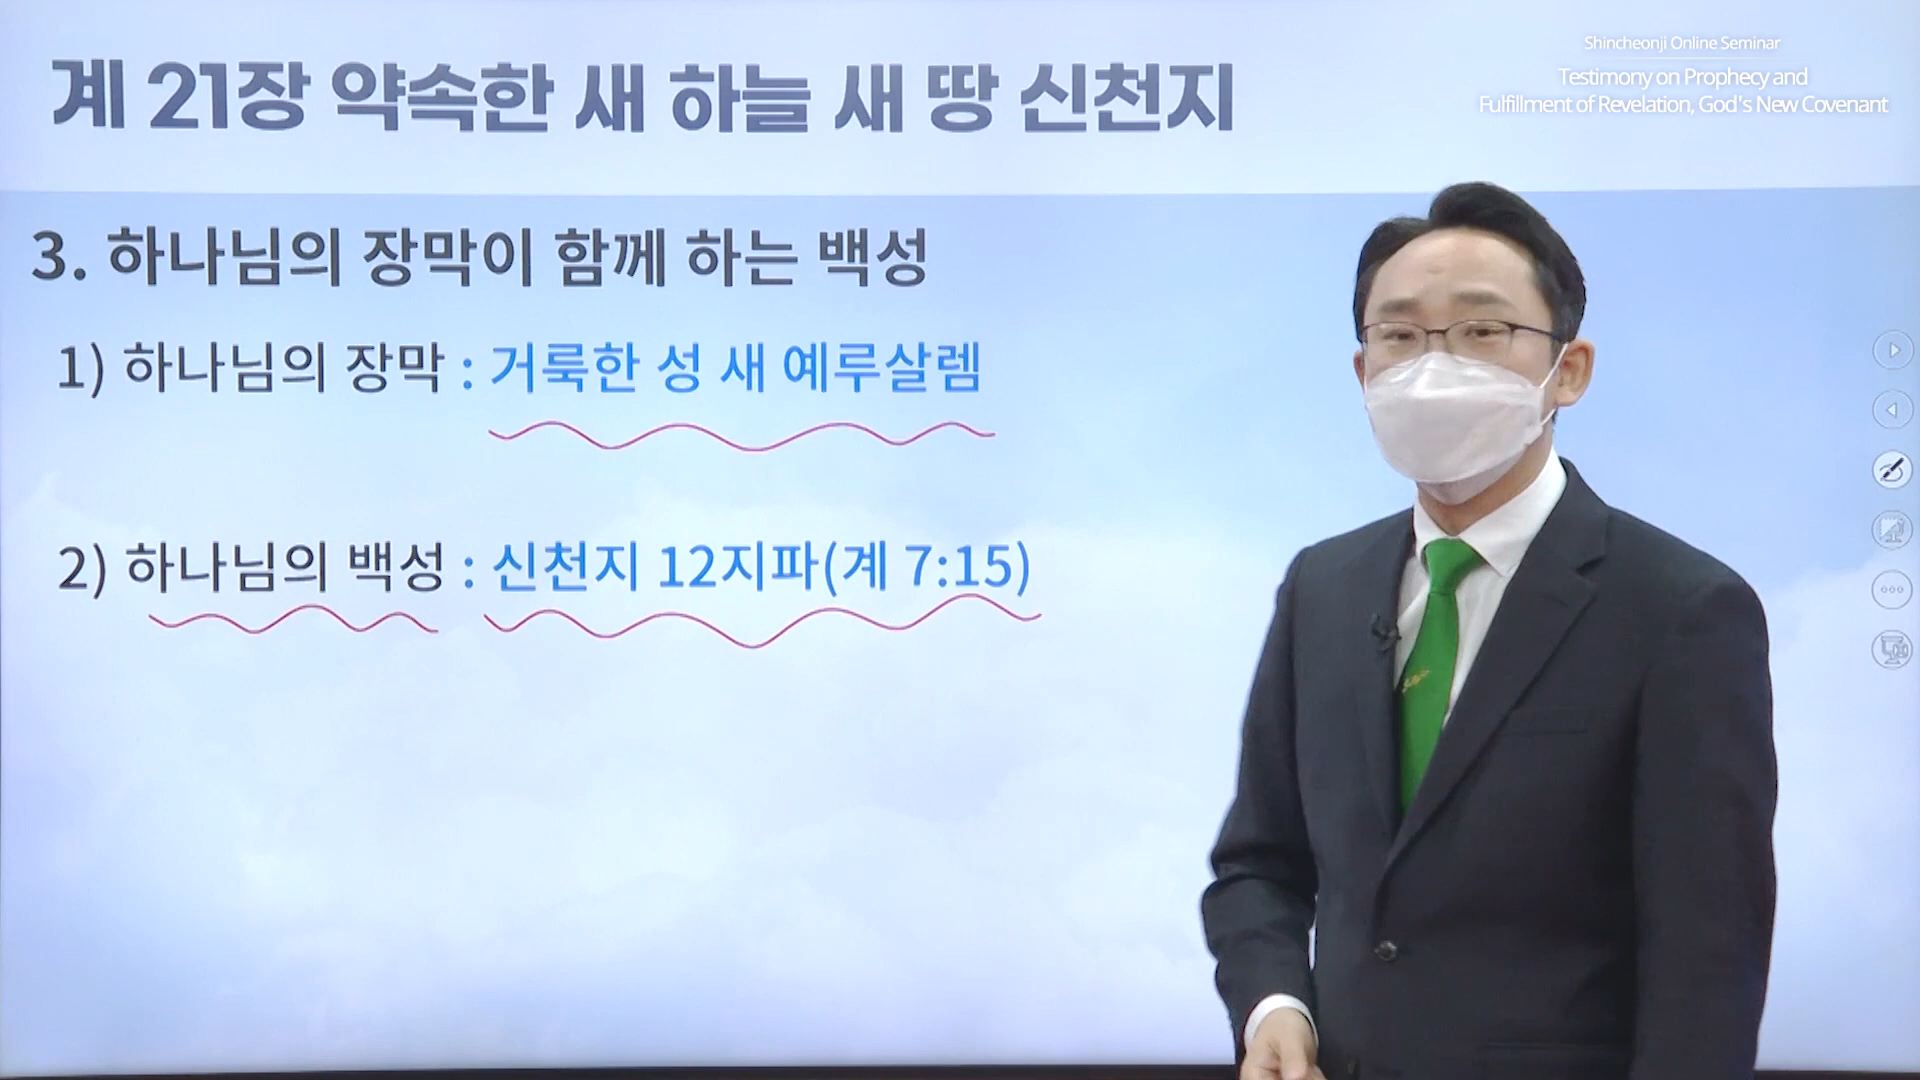 계 21장 약속한 새 하늘 새 땅 신천지
Shincheonji Online Seminar
Testimony on Prophecy and
Fulfillment of Revelation, God's New Covenant
3. 하나님의 장막이 함께 하는 백성
1) 하나님의 장막 : 거룩한 성 새 예루살렘
2) 하나님의 백성 : 신천지 12지파(계 7:15)